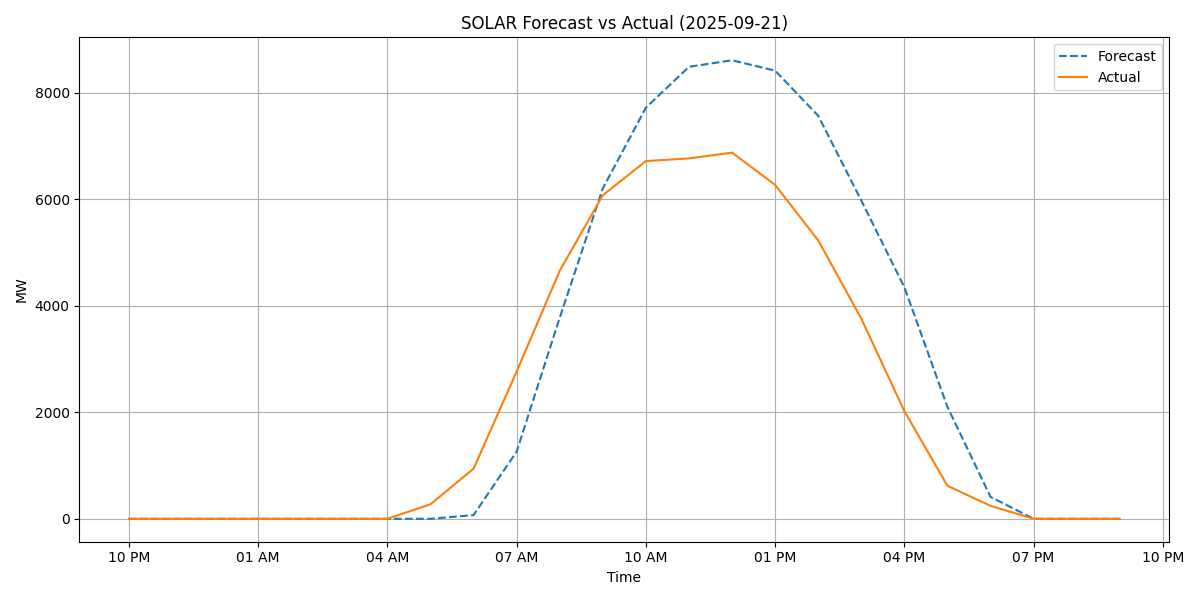 SOLAR Forecast vs Actual (2025-09-21)
Forecast
Actual
MW
8000
6000
4000
2000
0
10 PM 01 AM 04 AM 07 AM 10 AM 01 PM 04 PM 07 PM 10 PM
Time